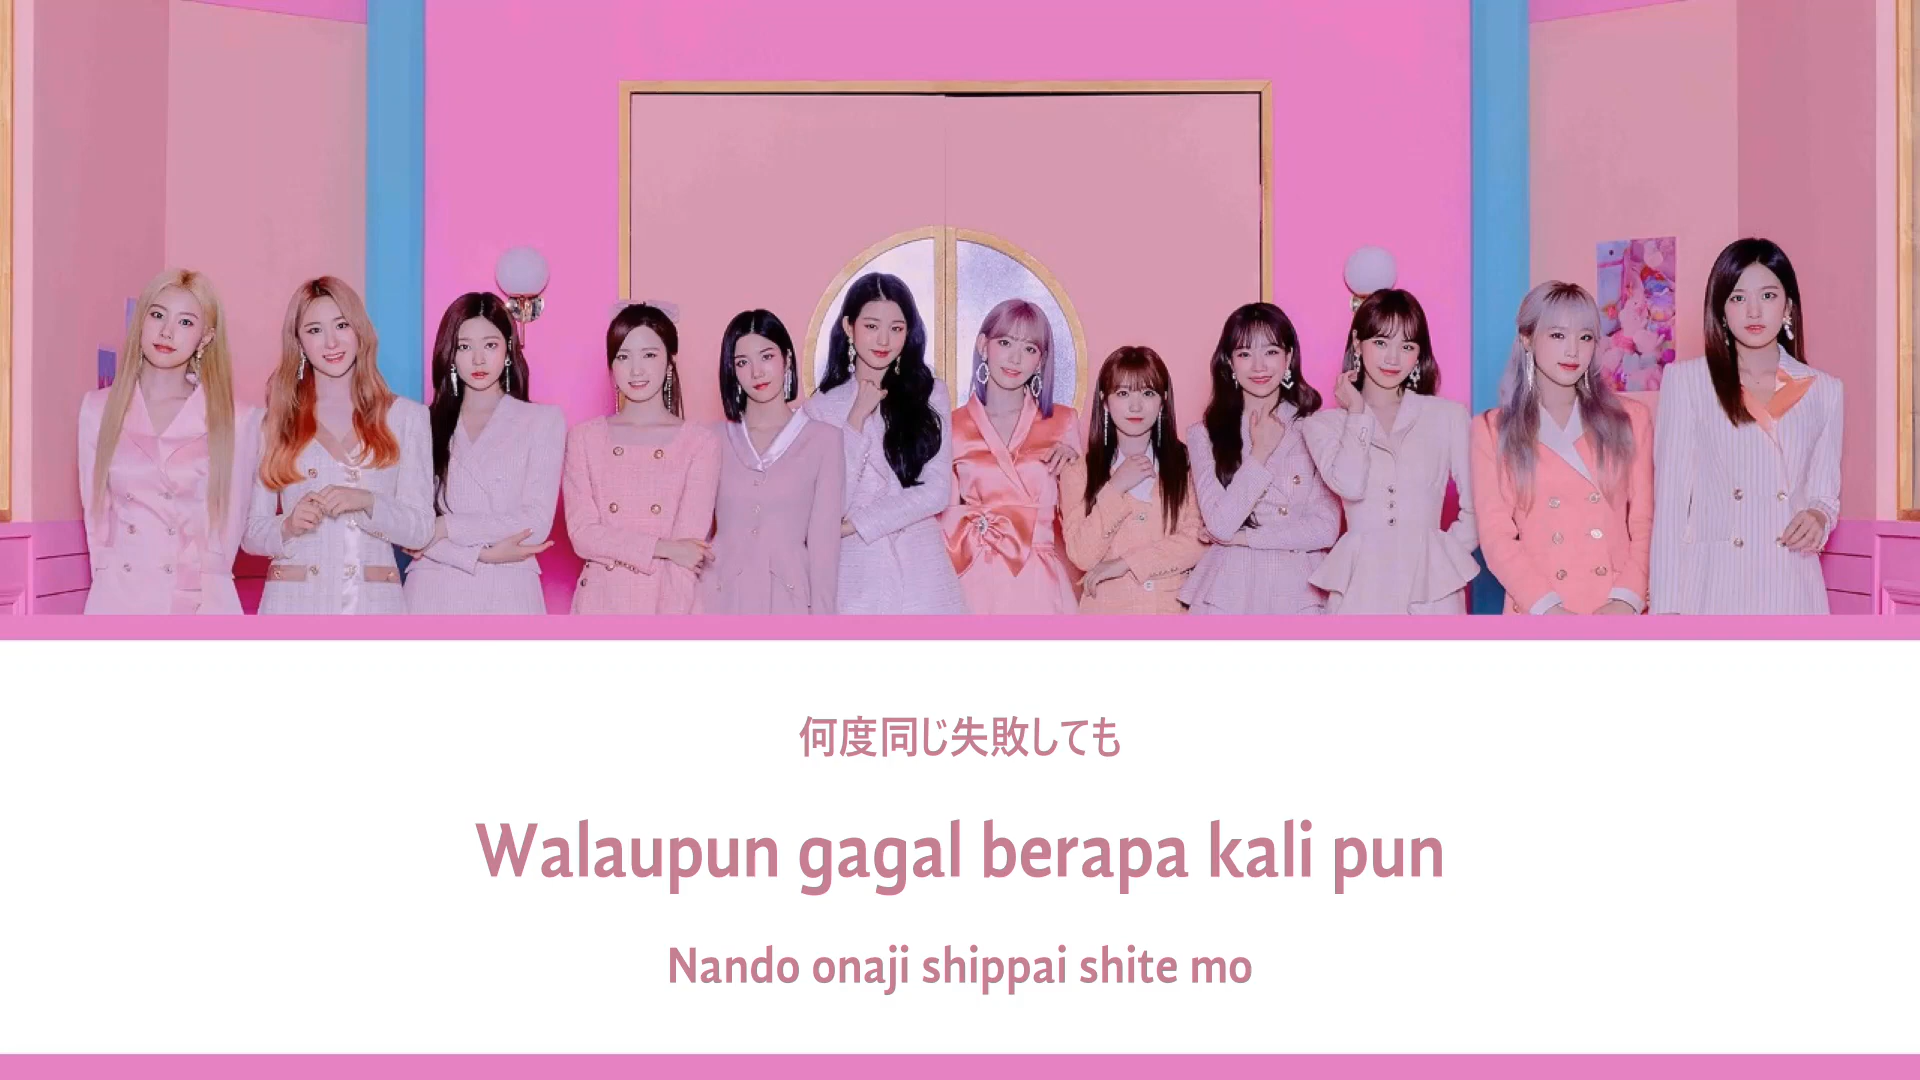 何度同じ失敗しても
Walaupun gagal berapa kali pun
Nando onaji shippai shite mo